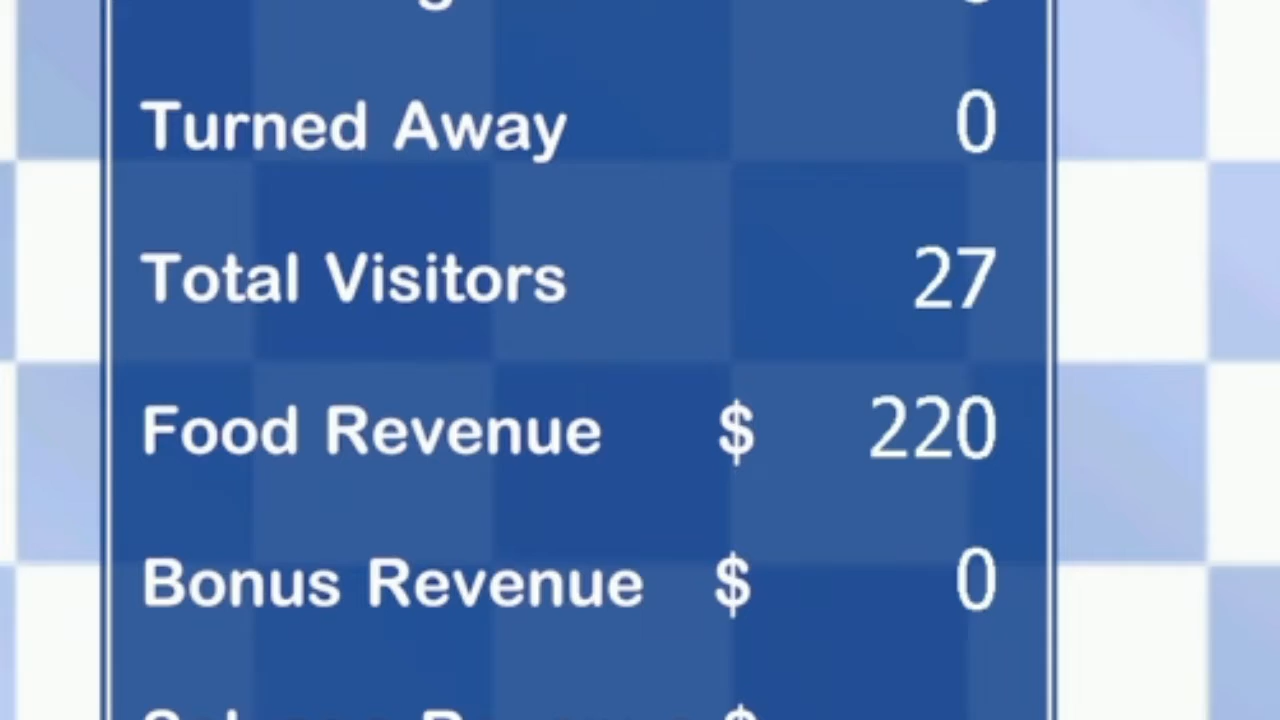 Turned Away 0
Total Visitors 27
Food Revenue $ 220
Bonus Revenue $ 0